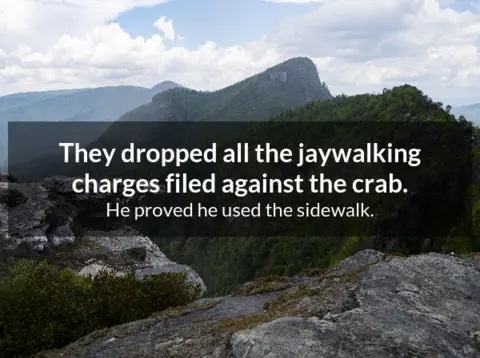 They dropped all the jaywalking
charges filed against the crab.
He proved he used the sidewalk.